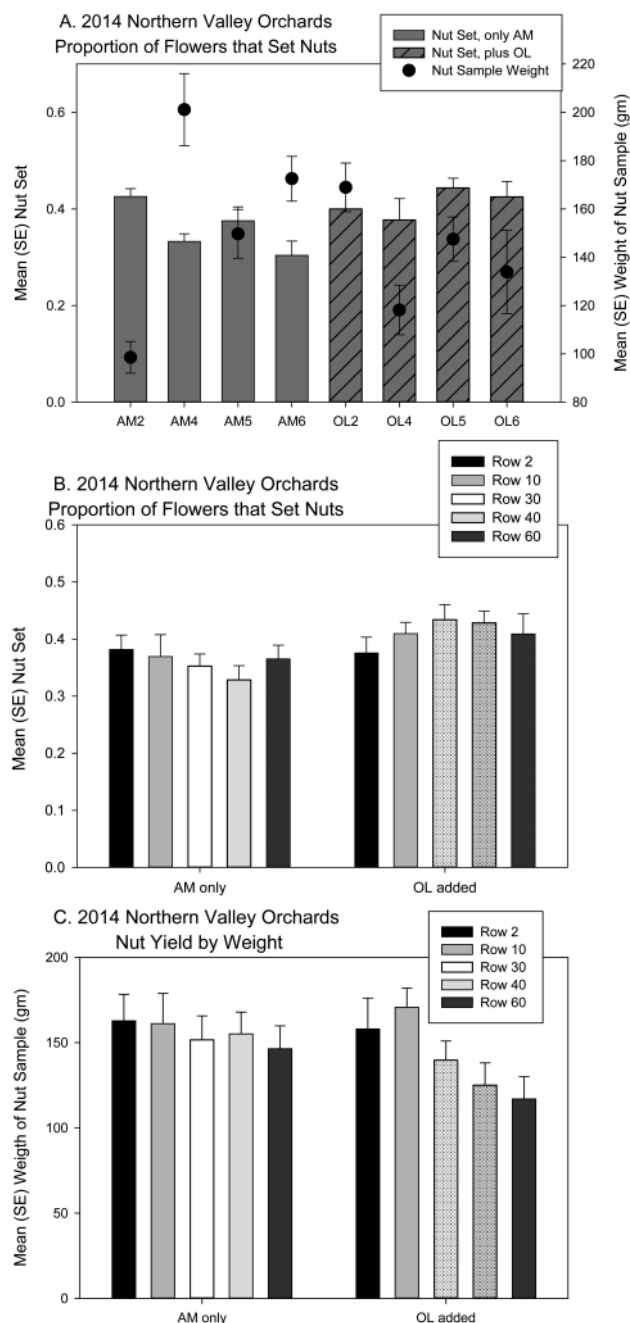 A. 2014 Northern Valley Orchards
Proportion of Flowers that Set Nuts
Nut Set, only AM
Nut Set, plus OL
Nut Sample Weight
Mean (SE) Nut Set
0.6
0.4
0.2
0.0
220
200
180
160
140
120
100
80
Mean (SE) Weight of Nut Sample (gm)
AM2 AM4 AM5 AM6 OL2 OL4 OL5 OL6
B. 2014 Northern Valley Orchards
Proportion of Flowers that Set Nuts
Row 2
Row 10
Row 30
Row 40
Row 60
Mean (SE) Nut Set
0.6
0.5
0.4
0.3
0.2
0.1
0.0
AM only OL added
C. 2014 Northern Valley Orchards
Nut Yield by Weight
Row 2
Row 10
Row 30
Row 40
Row 60
Mean (SE) Weigth of Nut Sample (gm)
200
150
100
50
0
AM only OL added